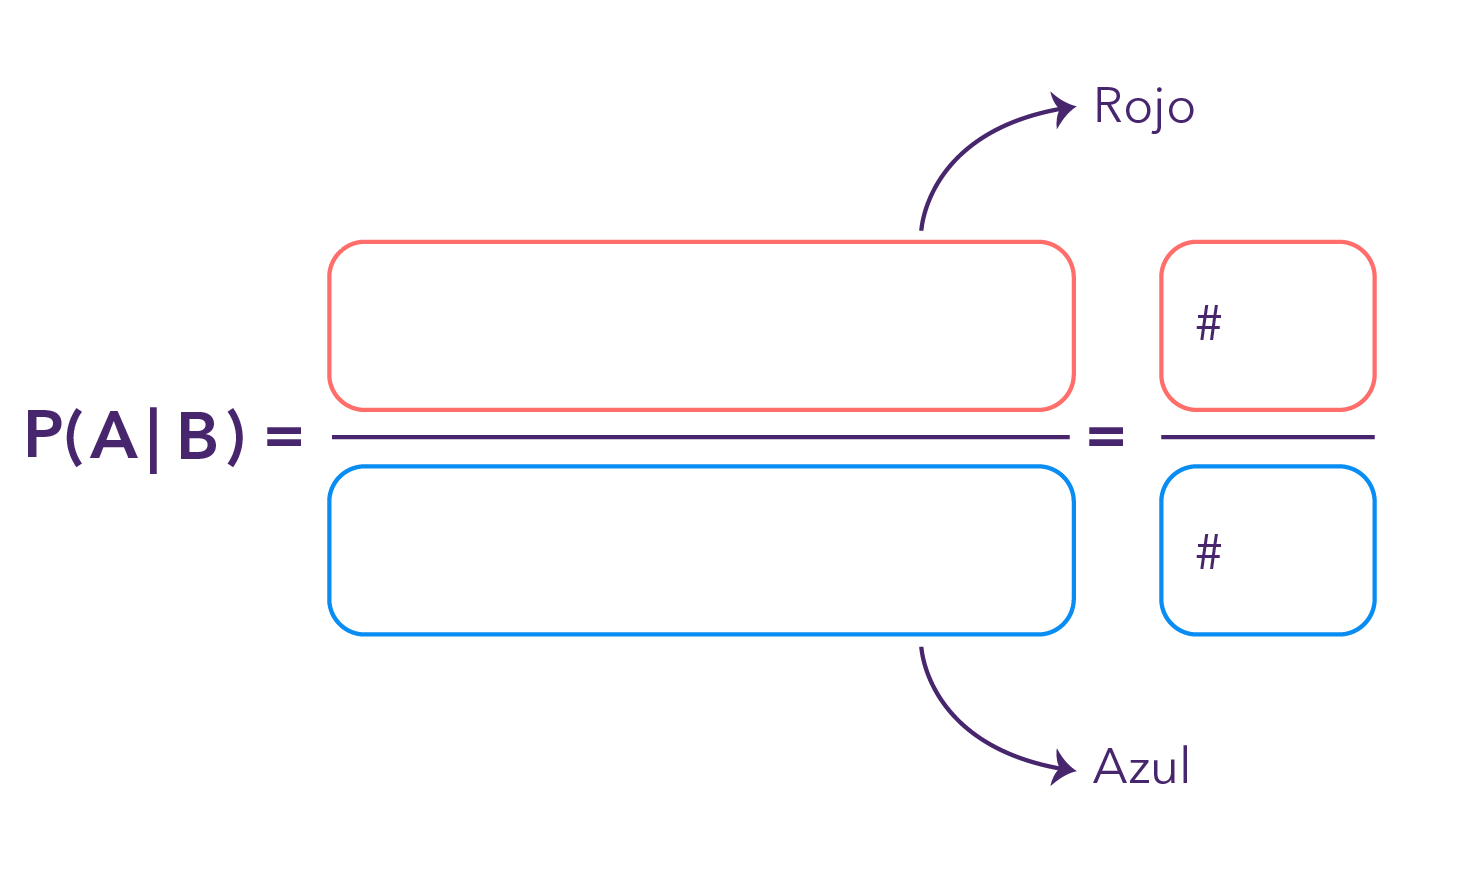 Rojo
#
P(A|B) = =
#
Azul